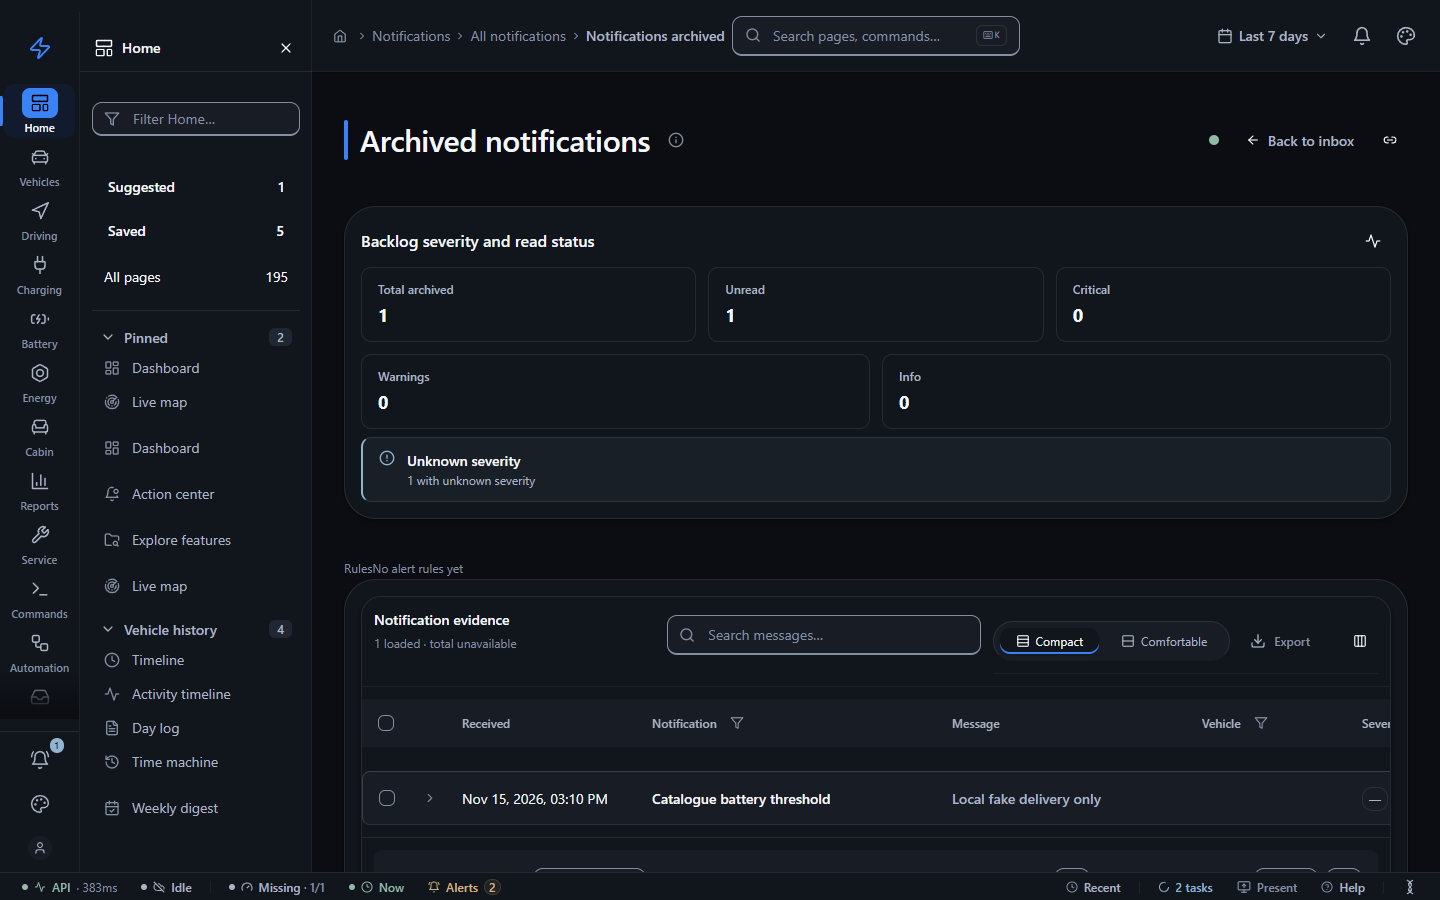 Home
Notifications
All notifications
Notifications archived
Search pages, commands...
K
Last 7 days
Home
Vehicles
Driving
Charging
Battery
Energy
Cabin
Reports
Service
Commands
Automation
1
Filter Home...
Suggested 1
Saved 5
All pages 195
Pinned 2
Dashboard
Live map
Dashboard
Action center
Explore features
Live map
Vehicle history 4
Timeline
Activity timeline
Day log
Time machine
Weekly digest
Archived notifications
Back to inbox
Backlog severity and read status
Total archived
1
Unread
1
Critical
0
Warnings
0
Info
0
Unknown severity
1 with unknown severity
RulesNo alert rules yet
Notification evidence
1 loaded · total unavailable
Search messages...
Compact
Comfortable
Export
Received Notification Message Vehicle Sever
Nov 15, 2026, 03:10 PM Catalogue battery threshold Local fake delivery only —
API · 383ms
Idle
Missing · 1/1
Now
Alerts 2
Recent
2 tasks
Present
Help